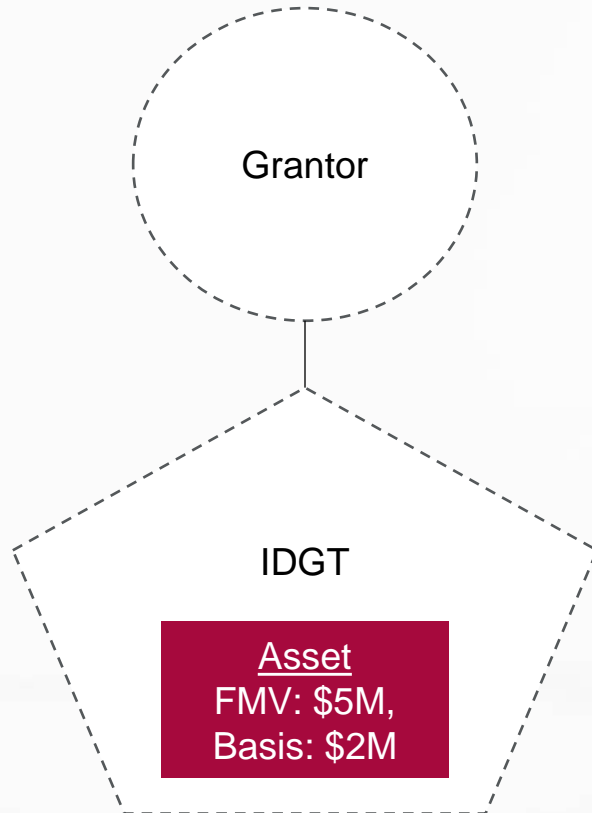 Grantor
IDGT
Asset
FMV: $5M,
Basis: $2M